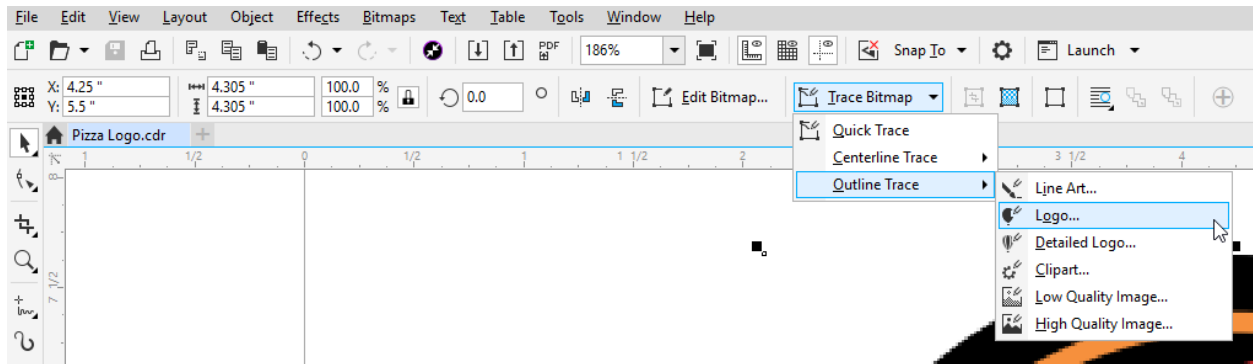 File Edit View Layout Object Effects Bitmaps Text Table Tools Window Help
PDF 186% Snap To Launch
X: 4.25 " 4.305 " 100.0 % 0.0 ° Edit Bitmap... Trace Bitmap
Y: 5.5 " 4.305 " 100.0 %
Pizza Logo.cdr
Quick Trace
1 1/2 0 1/2 1 1 1/2 2 3 1/2 4
Centerline Trace
Outline Trace
8
7 1/2
Line Art...
Logo...
Detailed Logo...
Clipart...
Low Quality Image...
High Quality Image...